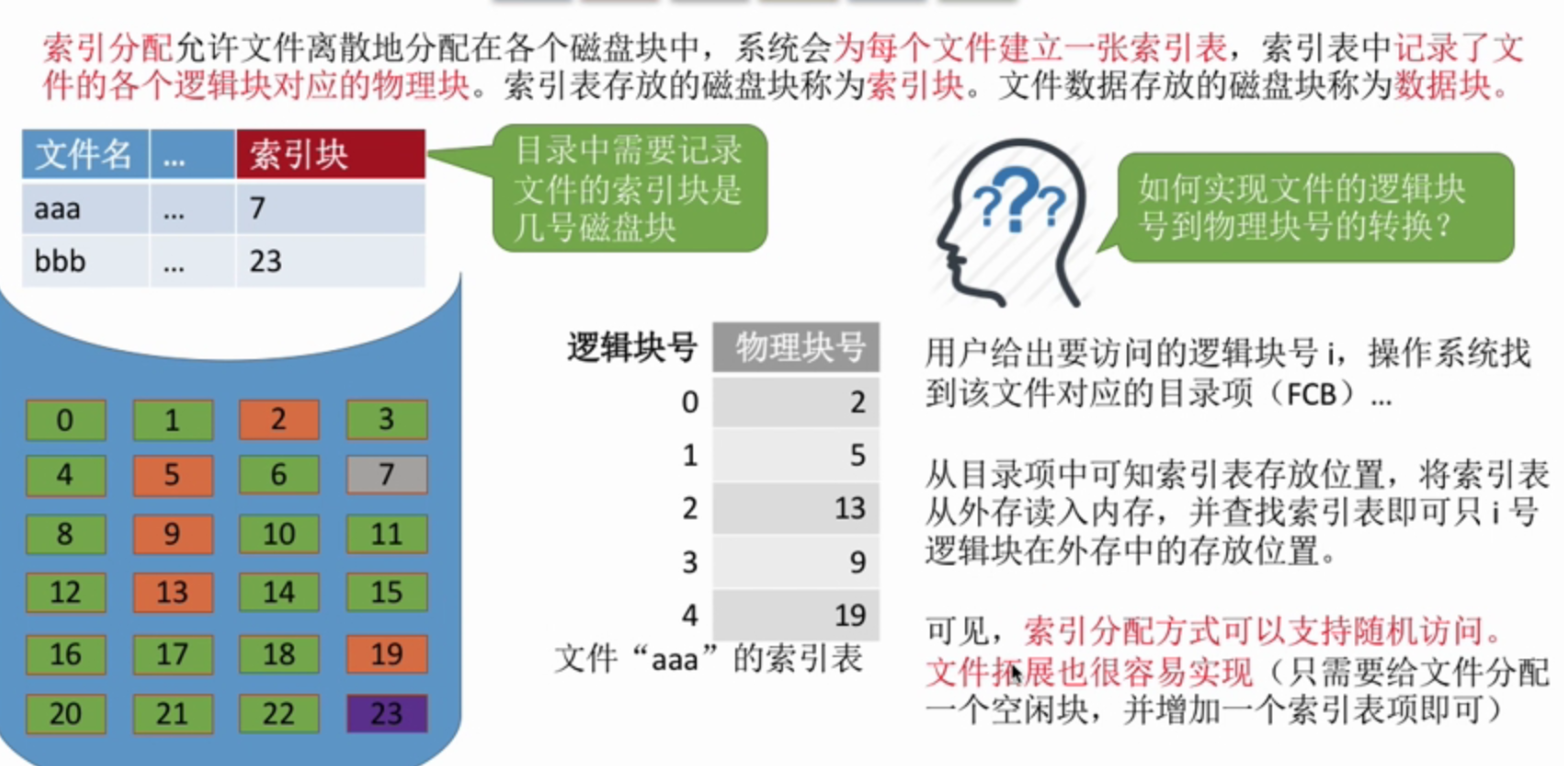 索引分配允许文件离散地分配在各个磁盘块中，系统会为每个文件建立一张索引表，索引表中记录了文
件的各个逻辑块对应的物理块。索引表存放的磁盘块称为索引块。文件数据存放的磁盘块称为数据块。
文件名 ... 索引块
aaa ... 7
bbb ... 23
目录中需要记录
文件的索引块是
几号磁盘块
???
如何实现文件的逻辑块
号到物理块号的转换？
0 1 2 3
4 5 6 7
8 9 10 11
12 13 14 15
16 17 18 19
20 21 22 23
逻辑块号 物理块号
0 2
1 5
2 13
3 9
4 19
文件“aaa”的索引表
用户给出要访问的逻辑块号 i，操作系统找
到该文件对应的目录项（FCB）...
从目录项中可知索引表存放位置，将索引表
从外存读入内存，并查找索引表即可只 i 号
逻辑块在外存中的存放位置。
可见，索引分配方式可以支持随机访问。
文件拓展也很容易实现（只需要给文件分配
一个空闲块，并增加一个索引表项即可）